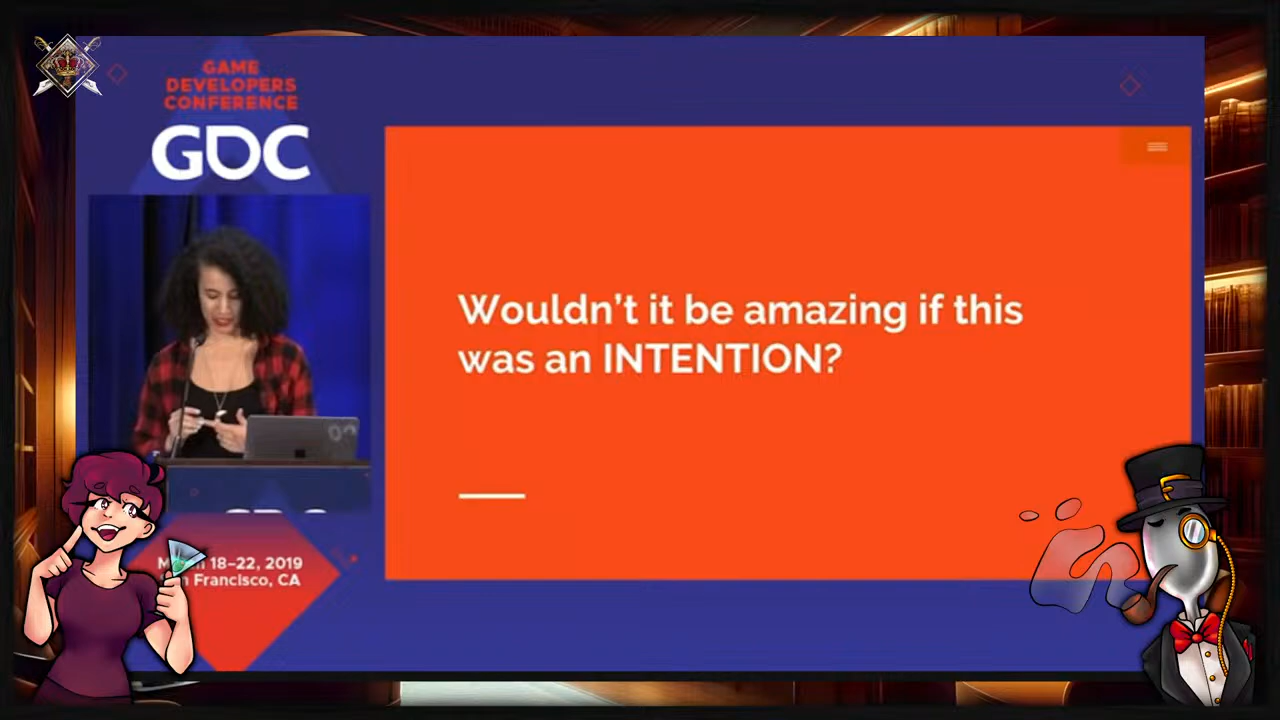 GAME
DEVELOPERS
CONFERENCE
GDC
Wouldn't it be amazing if this
was an INTENTION?
18–22, 2019
Francisco, CA